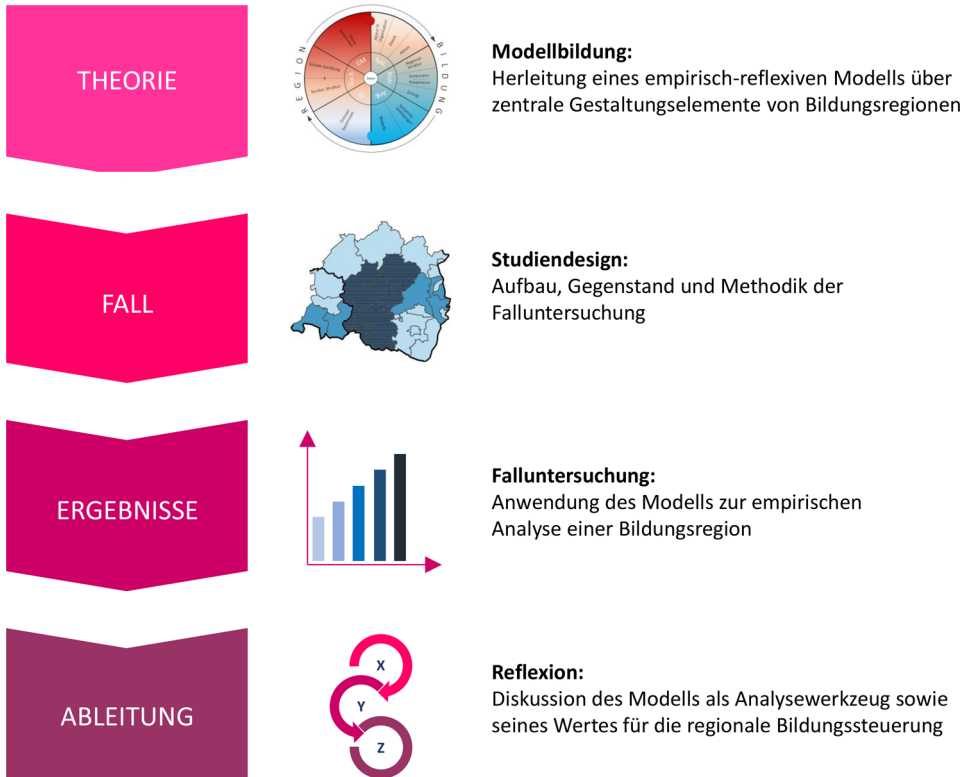 THEORIE
REGION
BILDUNG
Modellbildung:
Herleitung eines empirisch-reflexiven Modells über
zentrale Gestaltungselemente von Bildungsregionen
FALL
Studiendesign:
Aufbau, Gegenstand und Methodik der
Falluntersuchung
ERGEBNISSE
Falluntersuchung:
Anwendung des Modells zur empirischen
Analyse einer Bildungsregion
ABLEITUNG
X
Y
Z
Reflexion:
Diskussion des Modells als Analysewerkzeug sowie
seines Wertes für die regionale Bildungssteuerung